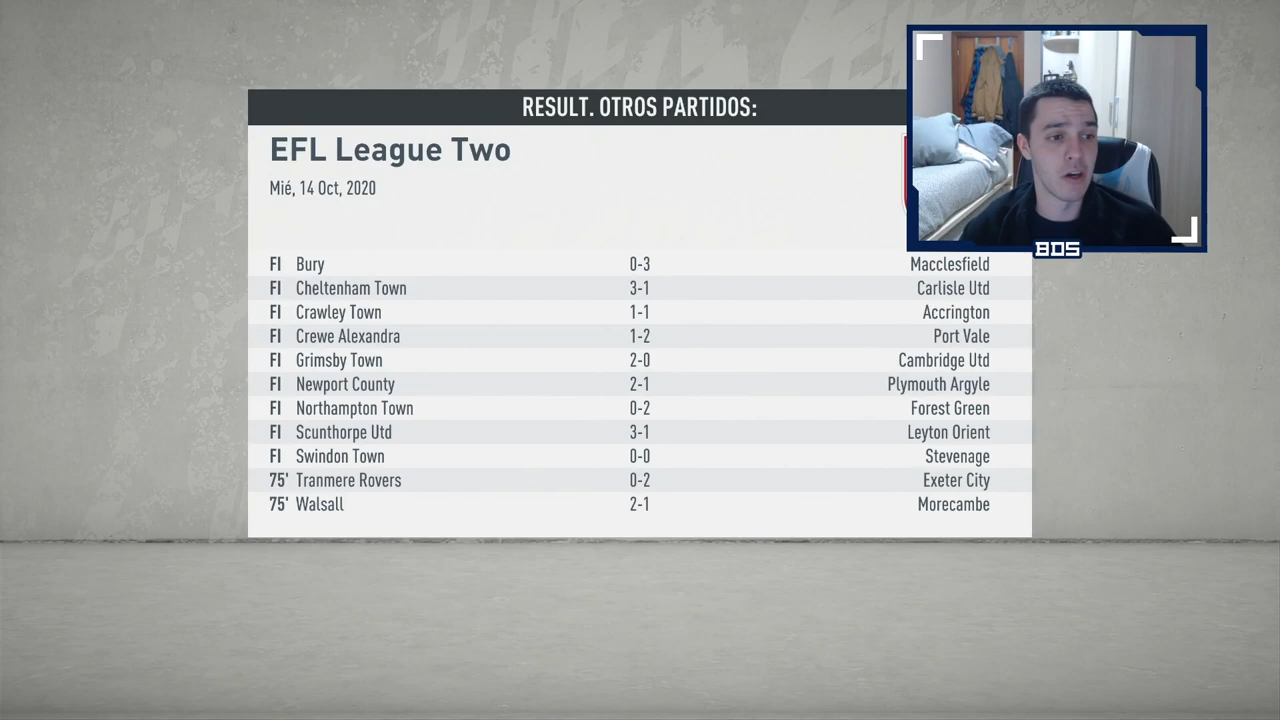 RESULT. OTROS PARTIDOS:
EFL League Two
Mié, 14 Oct, 2020
BDS
FI Bury 0-3 Macclesfield
FI Cheltenham Town 3-1 Carlisle Utd
FI Crawley Town 1-1 Accrington
FI Crewe Alexandra 1-2 Port Vale
FI Grimsby Town 2-0 Cambridge Utd
FI Newport County 2-1 Plymouth Argyle
FI Northampton Town 0-2 Forest Green
FI Scunthorpe Utd 3-1 Leyton Orient
FI Swindon Town 0-0 Stevenage
75' Tranmere Rovers 0-2 Exeter City
75' Walsall 2-1 Morecambe